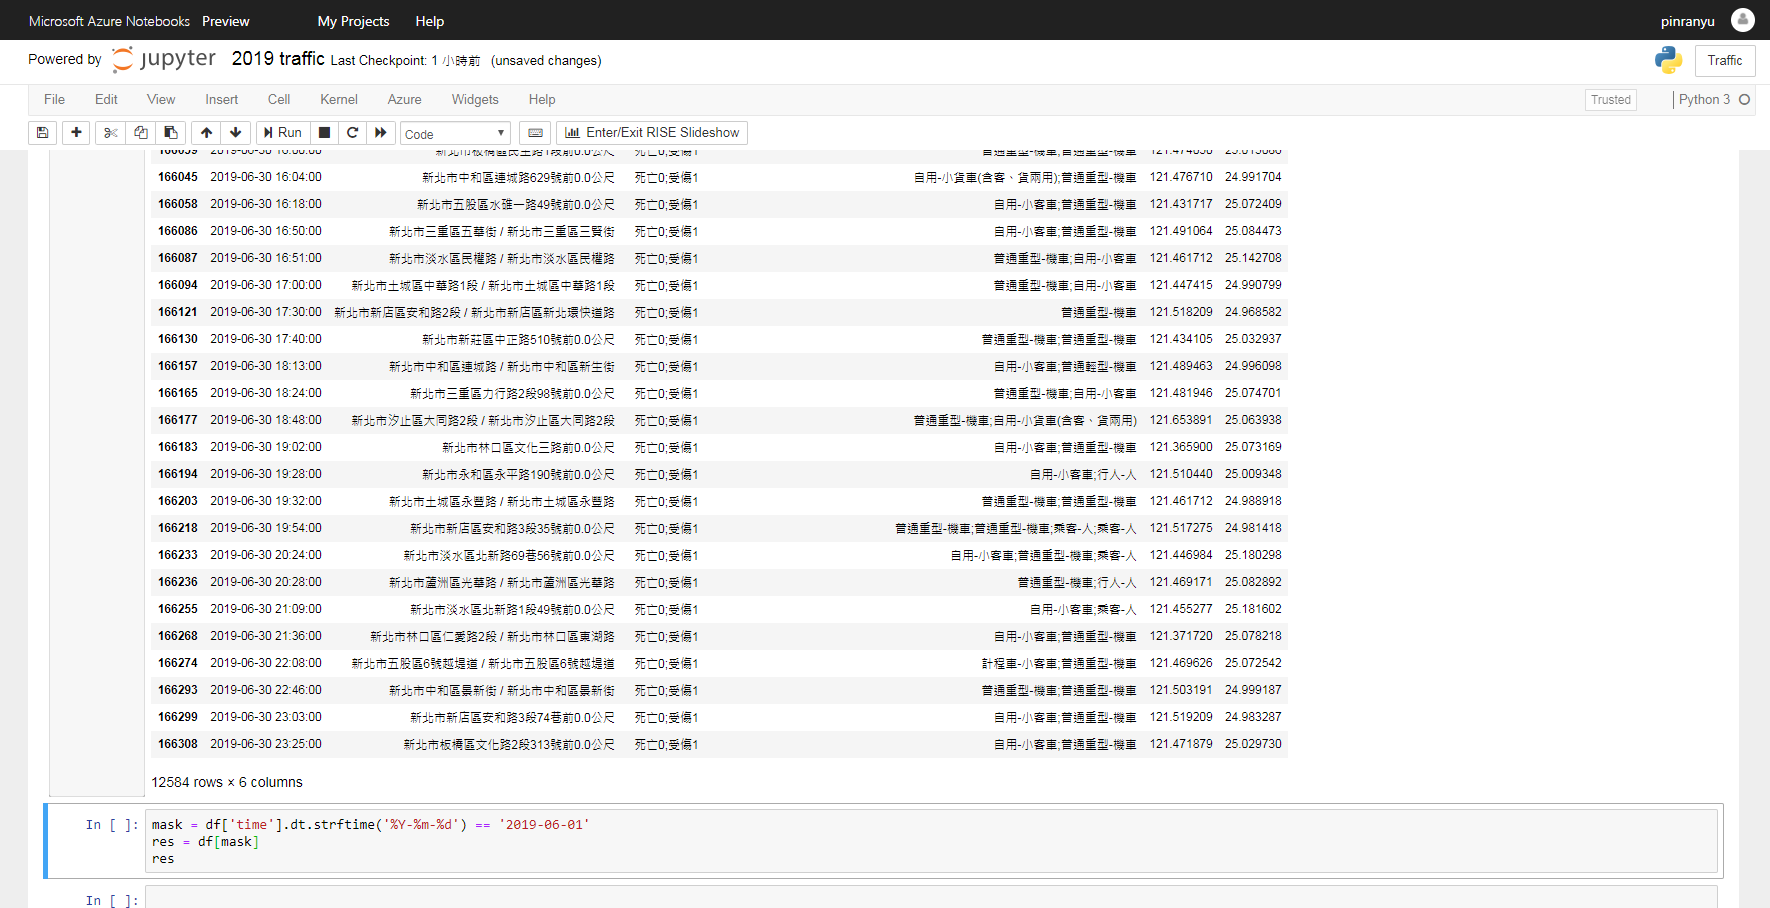 Microsoft Azure Notebooks Preview My Projects Help pinranyu
Powered by jupyter 2019 traffic Last Checkpoint: 1 小時前 (unsaved changes) Traffic
File Edit View Insert Cell Kernel Azure Widgets Help Trusted Python 3
Run Code Enter/Exit RISE Slideshow
166039 2019-06-30 16:00:00 新北市板橋區民生路1段前0.0公尺 死亡0;受傷1 普通重型-機車;普通重型-機車 121.474650 25.015086
166045 2019-06-30 16:04:00 新北市中和區連城路629號前0.0公尺 死亡0;受傷1 自用-小貨車(含客、貨兩用);普通重型-機車 121.476710 24.991704
166058 2019-06-30 16:18:00 新北市五股區水碓一路49號前0.0公尺 死亡0;受傷1 自用-小客車;普通重型-機車 121.431717 25.072409
166086 2019-06-30 16:50:00 新北市三重區五華街 / 新北市三重區三賢街 死亡0;受傷1 自用-小客車;普通重型-機車 121.491064 25.084473
166087 2019-06-30 16:51:00 新北市淡水區民權路 / 新北市淡水區民權路 死亡0;受傷1 普通重型-機車;自用-小客車 121.461712 25.142708
166094 2019-06-30 17:00:00 新北市土城區中華路1段 / 新北市土城區中華路1段 死亡0;受傷1 普通重型-機車;自用-小客車 121.447415 24.990799
166121 2019-06-30 17:30:00 新北市新店區安和路2段 / 新北市新店區新北環快道路 死亡0;受傷1 普通重型-機車 121.518209 24.968582
166130 2019-06-30 17:40:00 新北市新莊區中正路510號前0.0公尺 死亡0;受傷1 普通重型-機車;普通重型-機車 121.434105 25.032937
166157 2019-06-30 18:13:00 新北市中和區連城路 / 新北市中和區新生街 死亡0;受傷1 自用-小客車;普通輕型-機車 121.489463 24.996098
166165 2019-06-30 18:24:00 新北市三重區力行路2段98號前0.0公尺 死亡0;受傷1 普通重型-機車;自用-小客車 121.481946 25.074701
166177 2019-06-30 18:48:00 新北市汐止區大同路2段 / 新北市汐止區大同路2段 死亡0;受傷1 普通重型-機車;自用-小貨車(含客、貨兩用) 121.653891 25.063938
166183 2019-06-30 19:02:00 新北市林口區文化三路前0.0公尺 死亡0;受傷1 自用-小客車;普通重型-機車 121.365900 25.073169
166194 2019-06-30 19:28:00 新北市永和區永平路190號前0.0公尺 死亡0;受傷1 自用-小客車;行人-人 121.510440 25.009348
166203 2019-06-30 19:32:00 新北市土城區永豐路 / 新北市土城區永豐路 死亡0;受傷1 普通重型-機車;普通重型-機車 121.461712 24.988918
166218 2019-06-30 19:54:00 新北市新店區安和路3段35號前0.0公尺 死亡0;受傷1 普通重型-機車;普通重型-機車;乘客-人;乘客-人 121.517275 24.981418
166233 2019-06-30 20:24:00 新北市淡水區北新路69巷56號前0.0公尺 死亡0;受傷1 自用-小客車;普通重型-機車;乘客-人 121.446984 25.180298
166236 2019-06-30 20:28:00 新北市蘆洲區光華路 / 新北市蘆洲區光華路 死亡0;受傷1 普通重型-機車;行人-人 121.469171 25.082892
166255 2019-06-30 21:09:00 新北市淡水區北新路1段49號前0.0公尺 死亡0;受傷1 自用-小客車;乘客-人 121.455277 25.181602
166268 2019-06-30 21:36:00 新北市林口區仁愛路2段 / 新北市林口區東湖路 死亡0;受傷1 自用-小客車;普通重型-機車 121.371720 25.078218
166274 2019-06-30 22:08:00 新北市五股區6號越堤道 / 新北市五股區6號越堤道 死亡0;受傷1 計程車-小客車;普通重型-機車 121.469626 25.072542
166293 2019-06-30 22:46:00 新北市中和區景新街 / 新北市中和區景新街 死亡0;受傷1 普通重型-機車;普通重型-機車 121.503191 24.999187
166299 2019-06-30 23:03:00 新北市新店區安和路3段74巷前0.0公尺 死亡0;受傷1 自用-小客車;普通重型-機車 121.519209 24.983287
166308 2019-06-30 23:25:00 新北市板橋區文化路2段313號前0.0公尺 死亡0;受傷1 自用-小客車;普通重型-機車 121.471879 25.029730
12584 rows × 6 columns
In [ ]: mask = df['time'].dt.strftime('%Y-%m-%d') == '2019-06-01'
res = df[mask]
res
In [ ]: